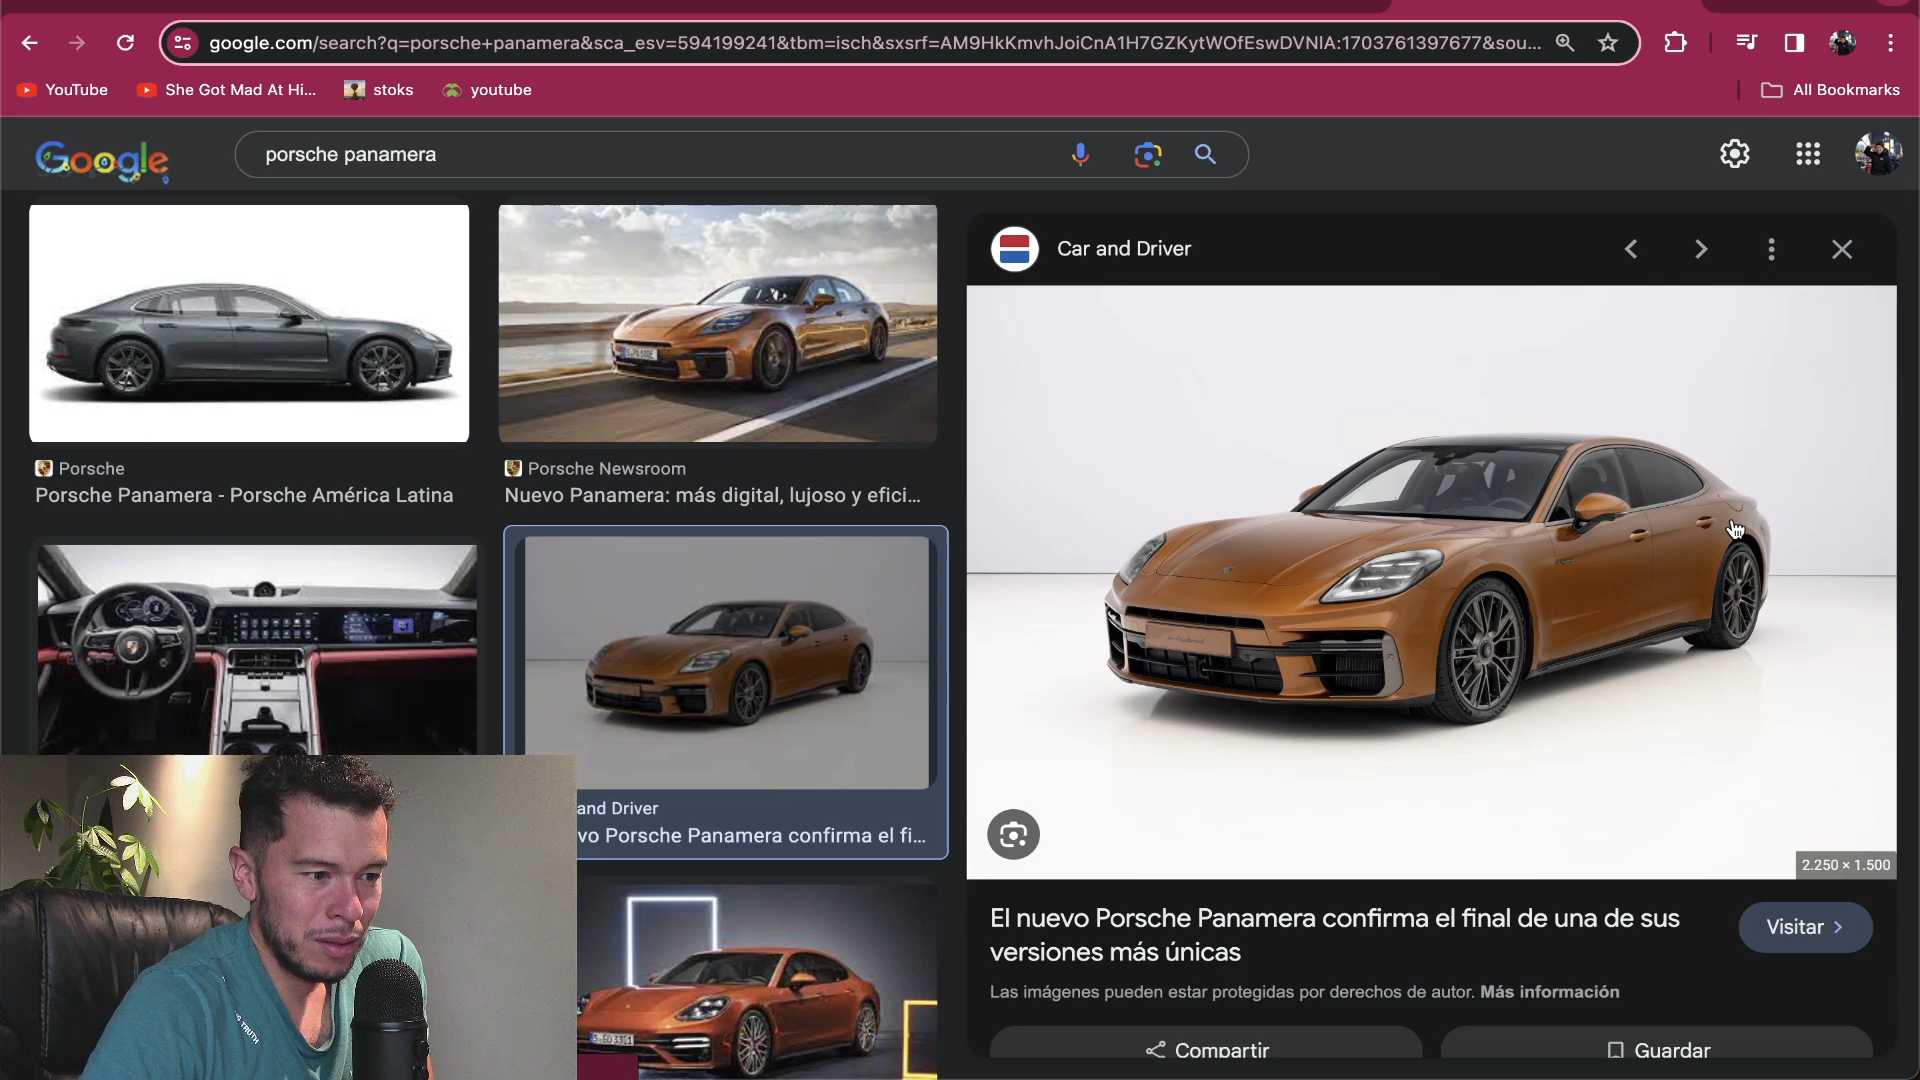 google.com/search?q=porsche+panamera&sca_esv=594199241&tbm=isch&sxsrf=AM9HkKmvhJoiCnA1H7GZKytWOfEswDVNlA:1703761397677&sou...
YouTube
She Got Mad At Hi...
stoks
youtube
All Bookmarks
Google
porsche panamera
Porsche
Porsche Panamera - Porsche América Latina
Porsche Newsroom
Nuevo Panamera: más digital, lujoso y efici...
and Driver
vo Porsche Panamera confirma el fi...
Car and Driver
2.250 × 1.500
El nuevo Porsche Panamera confirma el final de una de sus
versiones más únicas
Visitar
Las imágenes pueden estar protegidas por derechos de autor. Más información
Compartir
Guardar
TRUTH